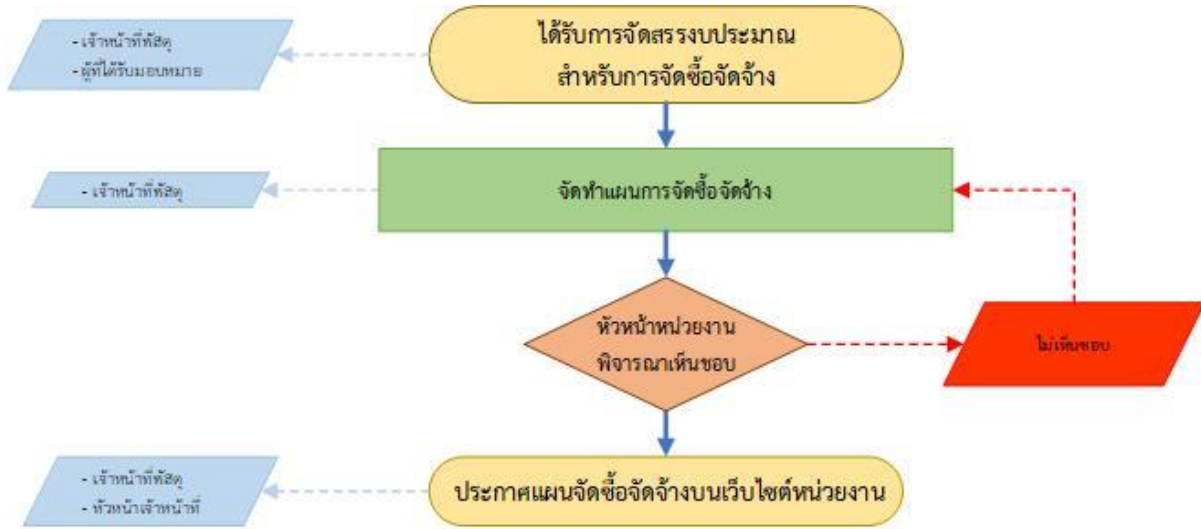 ได้รับการจัดสรรงบประมาณ
สำหรับการจัดซื้อจัดจ้าง
- เจ้าหน้าที่พัสดุ
- ผู้ที่ได้รับมอบหมาย
จัดทำแผนการจัดซื้อจัดจ้าง
- เจ้าหน้าที่พัสดุ
หัวหน้าหน่วยงาน
พิจารณาเห็นชอบ
ไม่เห็นชอบ
ประกาศแผนจัดซื้อจัดจ้างบนเว็บไซต์หน่วยงาน
- เจ้าหน้าที่พัสดุ
- หัวหน้าเจ้าหน้าที่